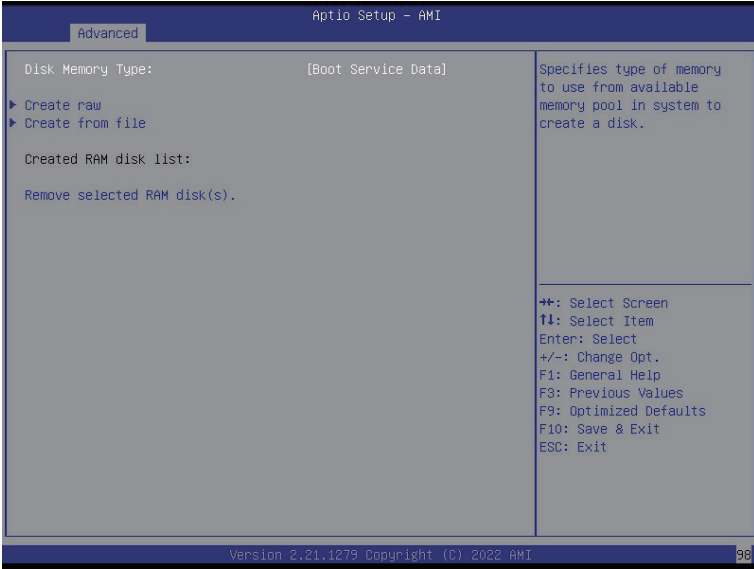 Aptio Setup – AMI
Advanced
Disk Memory Type: [Boot Service Data]
Create raw
Create from file
Created RAM disk list:
Remove selected RAM disk(s).
Specifies type of memory
to use from available
memory pool in system to
create a disk.
→←: Select Screen
↑↓: Select Item
Enter: Select
+/-: Change Opt.
F1: General Help
F3: Previous Values
F9: Optimized Defaults
F10: Save & Exit
ESC: Exit
Version 2.21.1279 Copyright (C) 2022 AMI
98